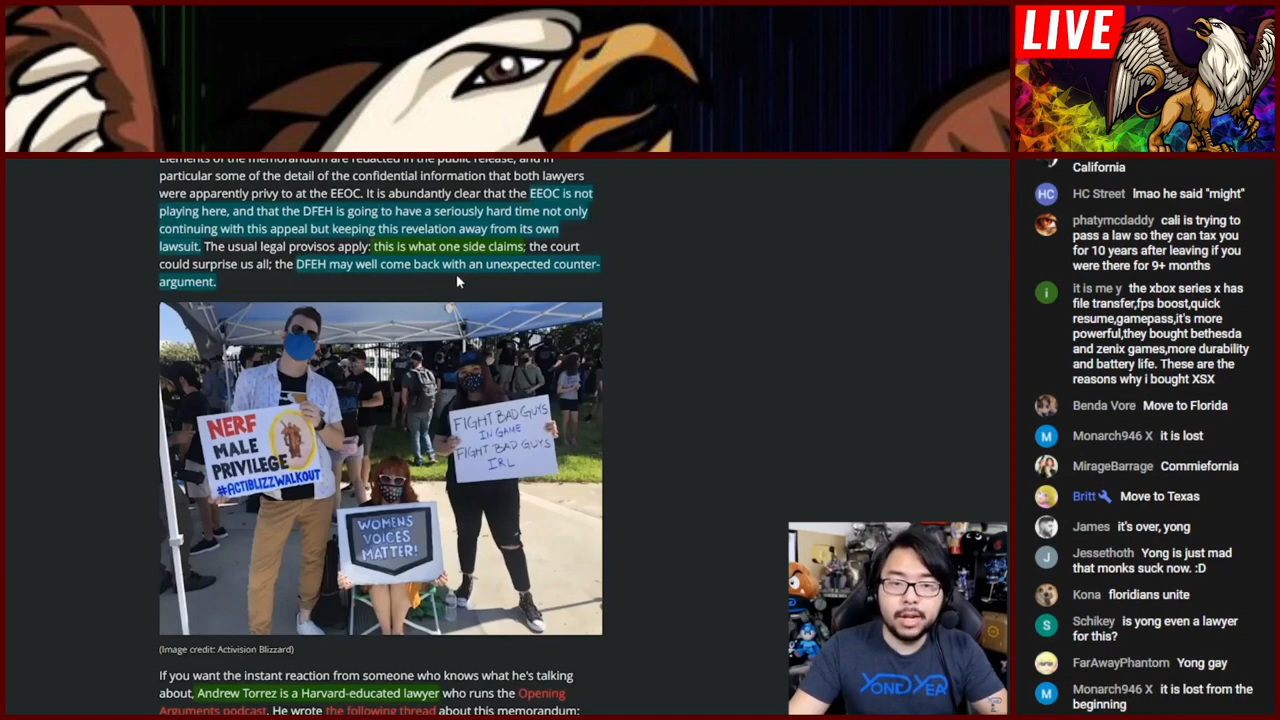 LIVE
Elements of the memorandum are redacted in the public release, and in
particular some of the detail of the confidential information that both lawyers
were apparently privy to at the EEOC. It is abundantly clear that the EEOC is not
playing here, and that the DFEH is going to have a seriously hard time not only
continuing with this appeal but keeping this revelation away from its own
lawsuit. The usual legal provisos apply: this is what one side claims; the court
could surprise us all; the DFEH may well come back with an unexpected counter-
argument.
NERF
MALE
PRIVILEGE
#ACTIBLIZZWALKOUT
FIGHT BAD GUYS
IN GAME
FIGHT BAD GUYS
IRL
WOMENS
VOICES
MATTER!
(Image credit: Activision Blizzard)
If you want the instant reaction from someone who knows what he's talking
about, Andrew Torrez is a Harvard-educated lawyer who runs the Opening
Arguments podcast. He wrote the following thread about this memorandum:
YONGYEA
California
HC HC Street lmao he said "might"
phatymcdaddy cali is trying to
pass a law so they can tax you
for 10 years after leaving if you
were there for 9+ months
i it is me y the xbox series x has
file transfer,fps boost,quick
resume,gamepass,it's more
powerful,they bought bethesda
and zenix games,more durability
and battery life. These are the
reasons why i bought XSX
Benda Vore Move to Florida
M Monarch946 X it is lost
MirageBarrage Commiefornia
Britt Move to Texas
James it's over, yong
J Jessethoth Yong is just mad
that monks suck now. :D
Kona floridians unite
S Schikey is yong even a lawyer
for this?
FarAwayPhantom Yong gay
M Monarch946 X it is lost from the
beginning